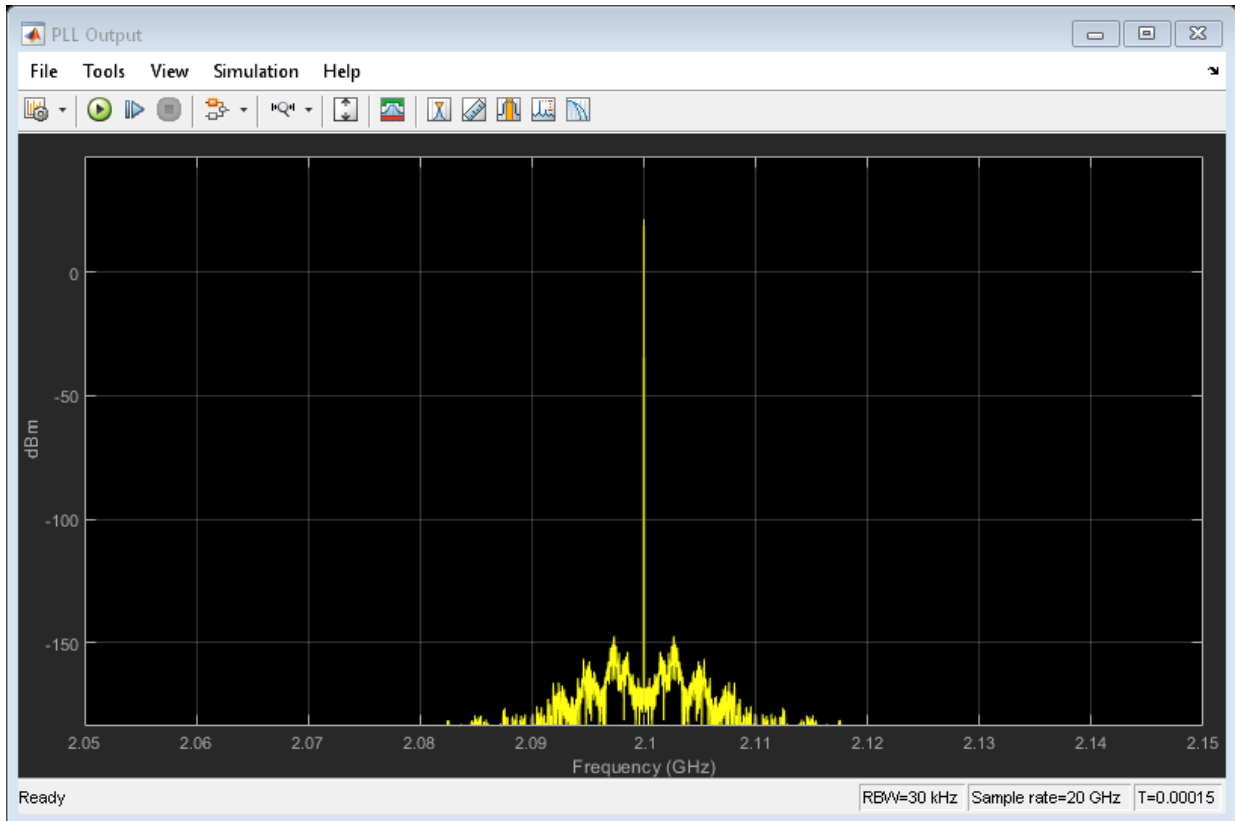 PLL Output
File Tools View Simulation Help
0
-50
dBm
-100
-150
2.05 2.06 2.07 2.08 2.09 2.1 2.11 2.12 2.13 2.14 2.15
Frequency (GHz)
Ready RBW=30 kHz Sample rate=20 GHz T=0.00015